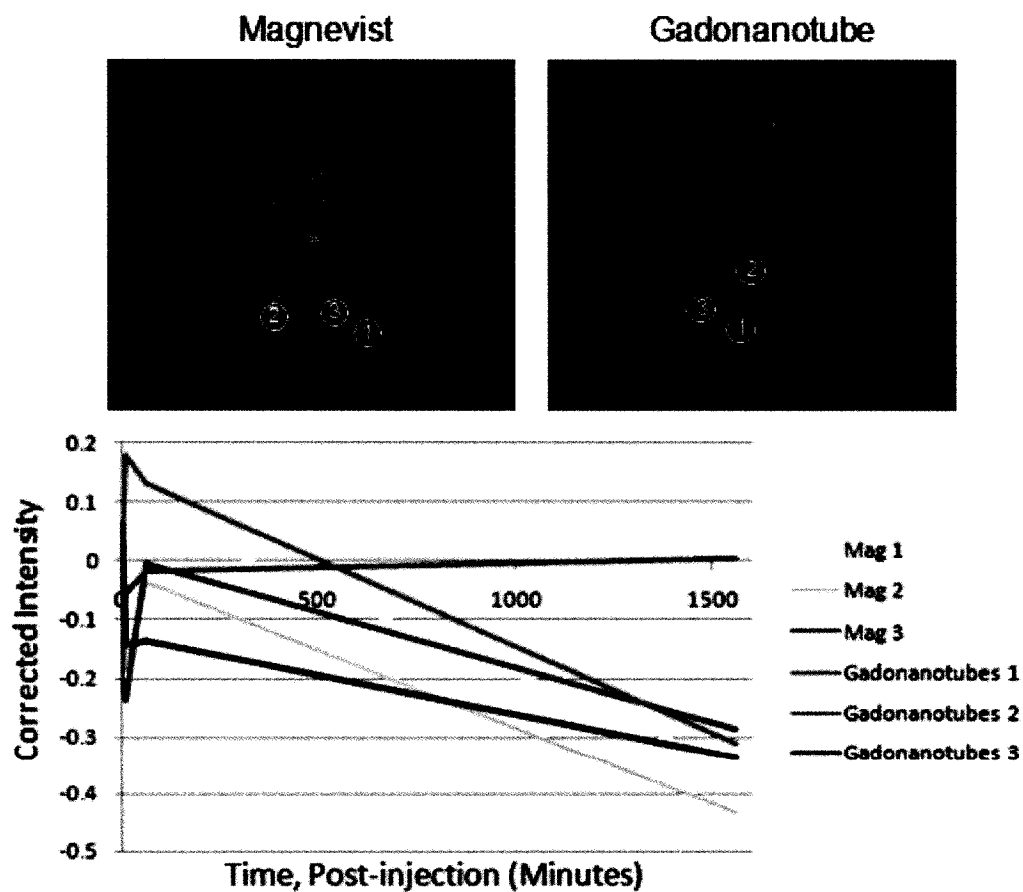 Magnevist Gadonanotube
2 3 1
2 3 1
0.2
0.1
0
-0.1
-0.2
-0.3
-0.4
-0.5
Corrected Intensity
0 500 1000 1500
Time, Post-injection (Minutes)
Mag 1
Mag 2
Mag 3
Gadonanotubes 1
Gadonanotubes 2
Gadonanotubes 3